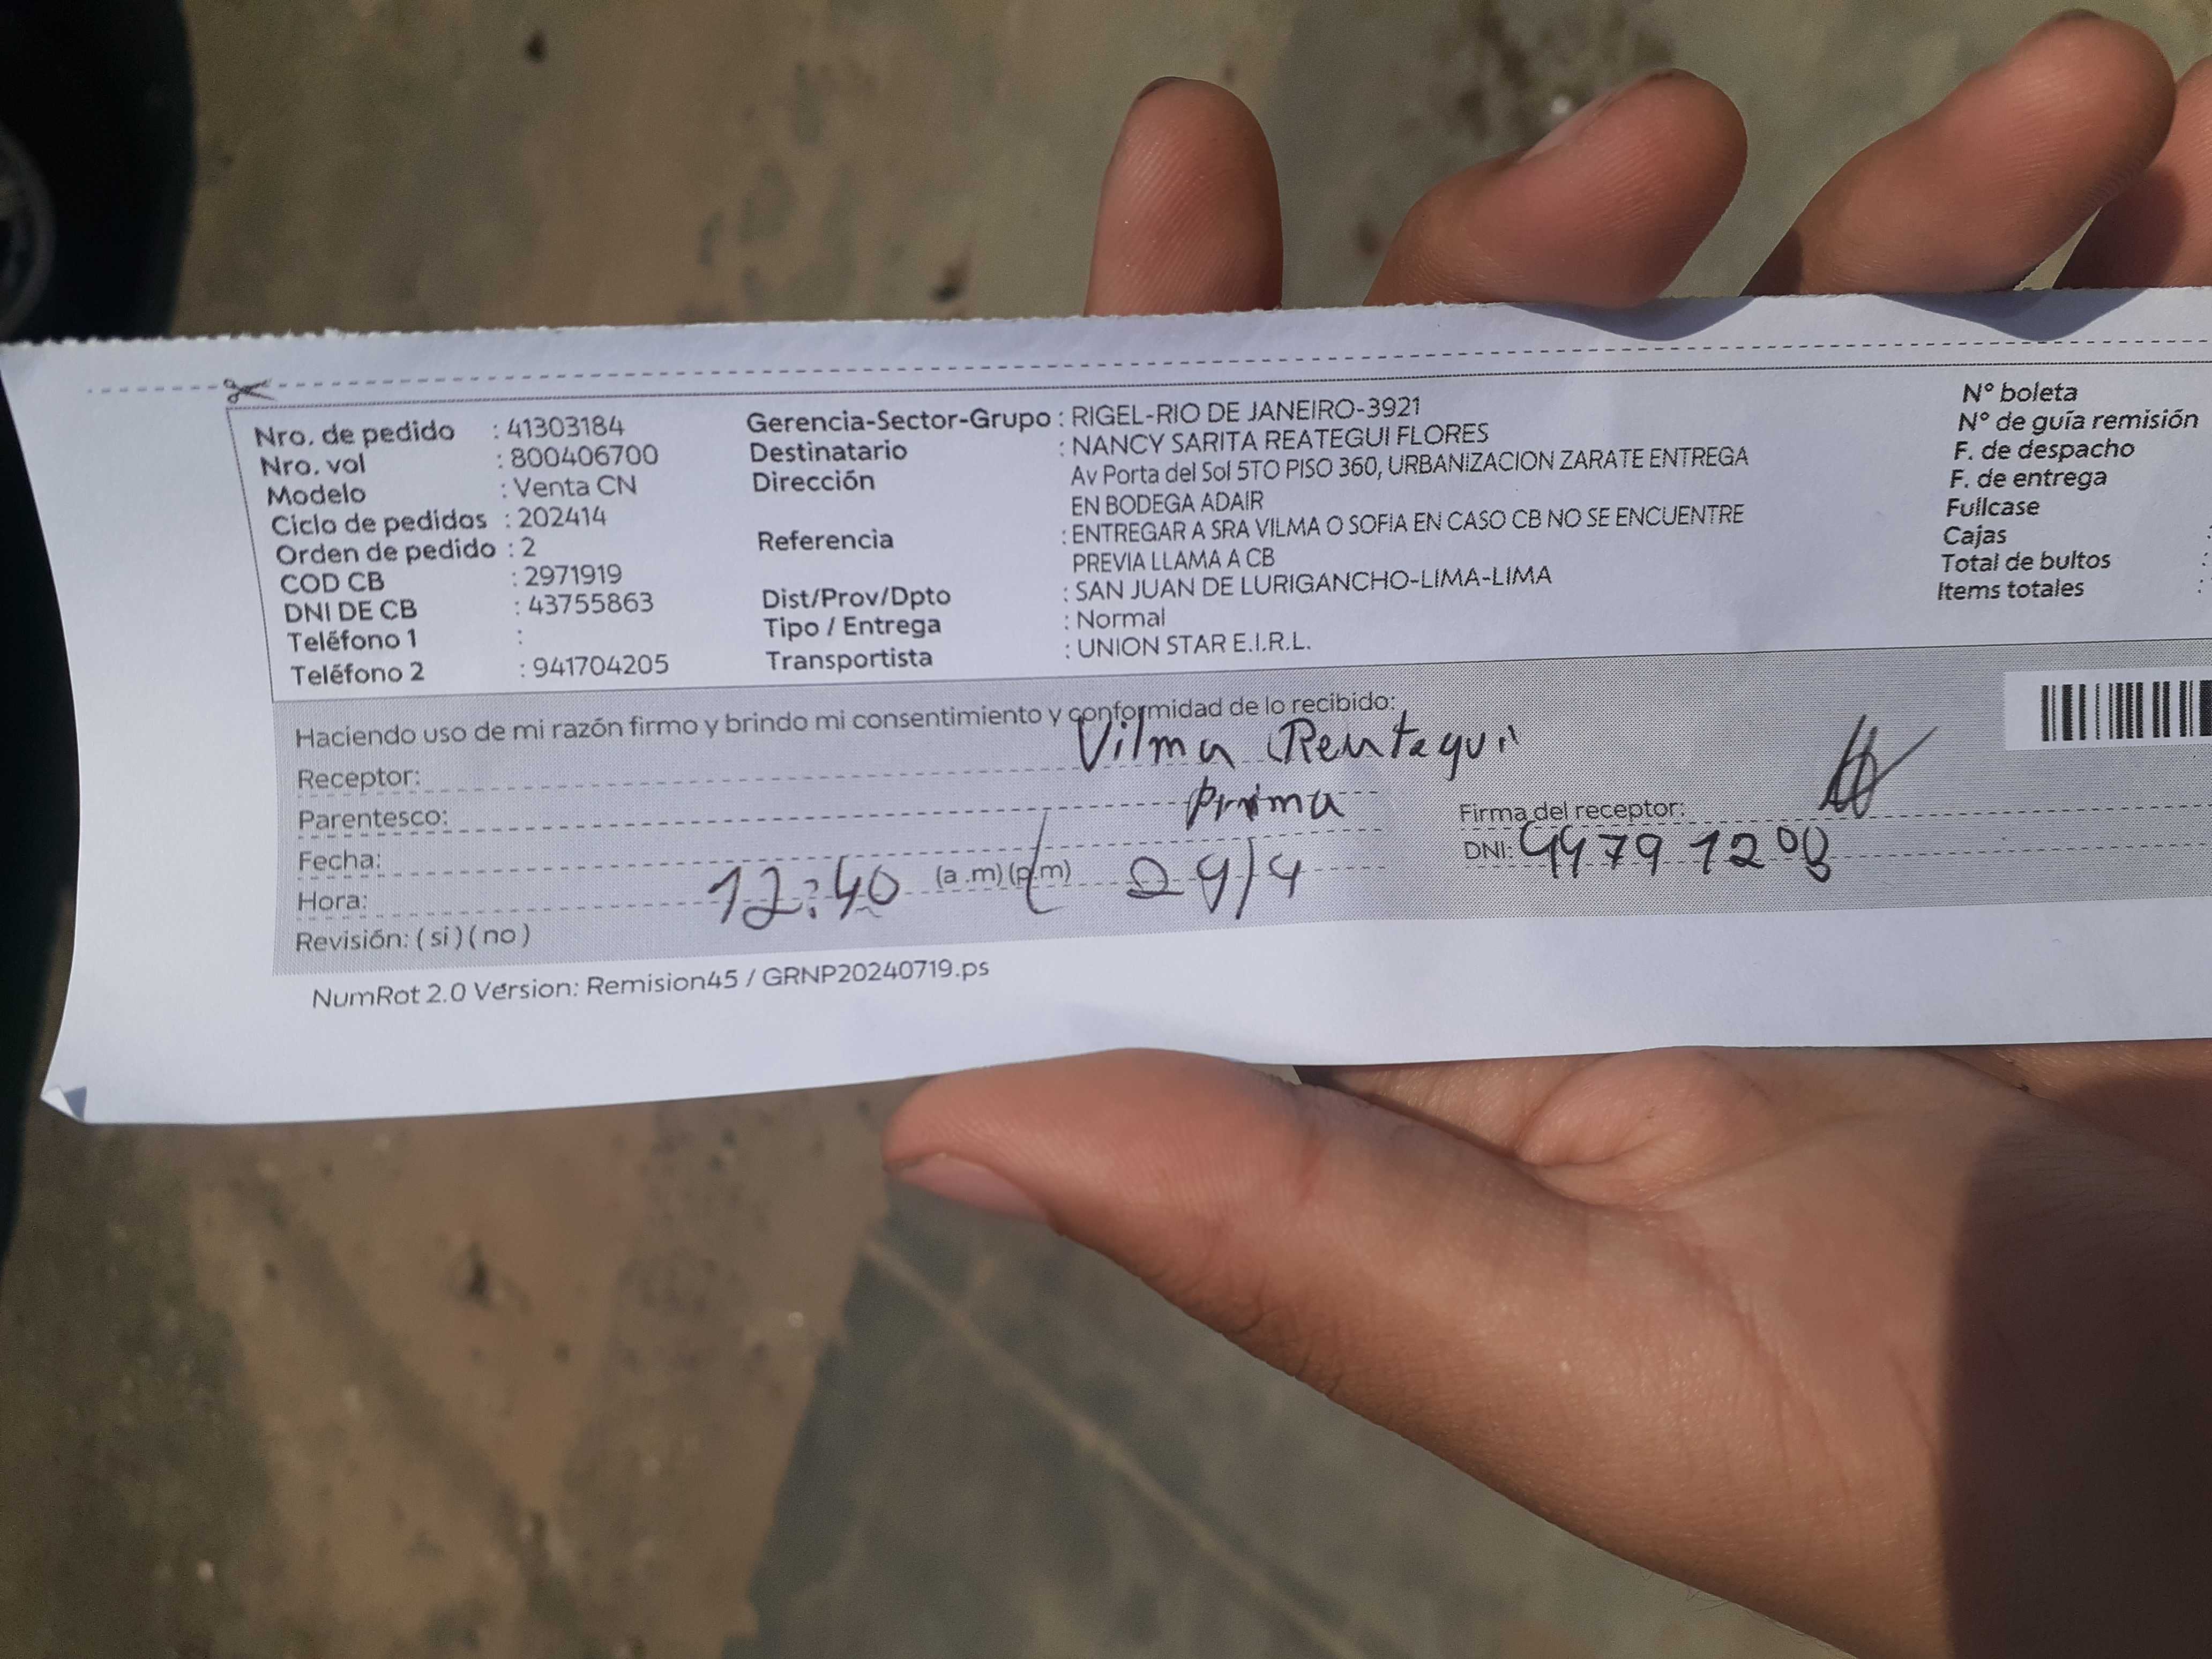 Nro. de pedido : 41303184
Nro. vol : 800406700
Modelo : Venta CN
Ciclo de pedidos : 202414
Orden de pedido : 2
COD CB : 2971919
DNI DE CB : 43755863
Teléfono 1 :
Teléfono 2 : 941704205
Gerencia-Sector-Grupo : RIGEL-RIO DE JANEIRO-3921
Destinatario : NANCY SARITA REATEGUI FLORES
Dirección Av Porta del Sol 5TO PISO 360, URBANIZACION ZARATE ENTREGA
EN BODEGA ADAIR
Referencia : ENTREGAR A SRA VILMA O SOFIA EN CASO CB NO SE ENCUENTRE
PREVIA LLAMA A CB
Dist/Prov/Dpto : SAN JUAN DE LURIGANCHO-LIMA-LIMA
Tipo / Entrega : Normal
Transportista : UNION STAR E.I.R.L.
N° boleta
N° de guía remisión
F. de despacho
F. de entrega
Fullcase
Cajas :
Total de bultos :
Items totales :
Haciendo uso de mi razón firmo y brindo mi consentimiento y conformidad de lo recibido:
Receptor: Vilma Reategui
Parentesco: prima
Fecha:
Hora: 12:40 (a.m) (p.m)
Revisión: ( si ) ( no )
Firma del receptor:
DNI:
NumRot 2.0 Version: Remision45 / GRNP20240719.ps